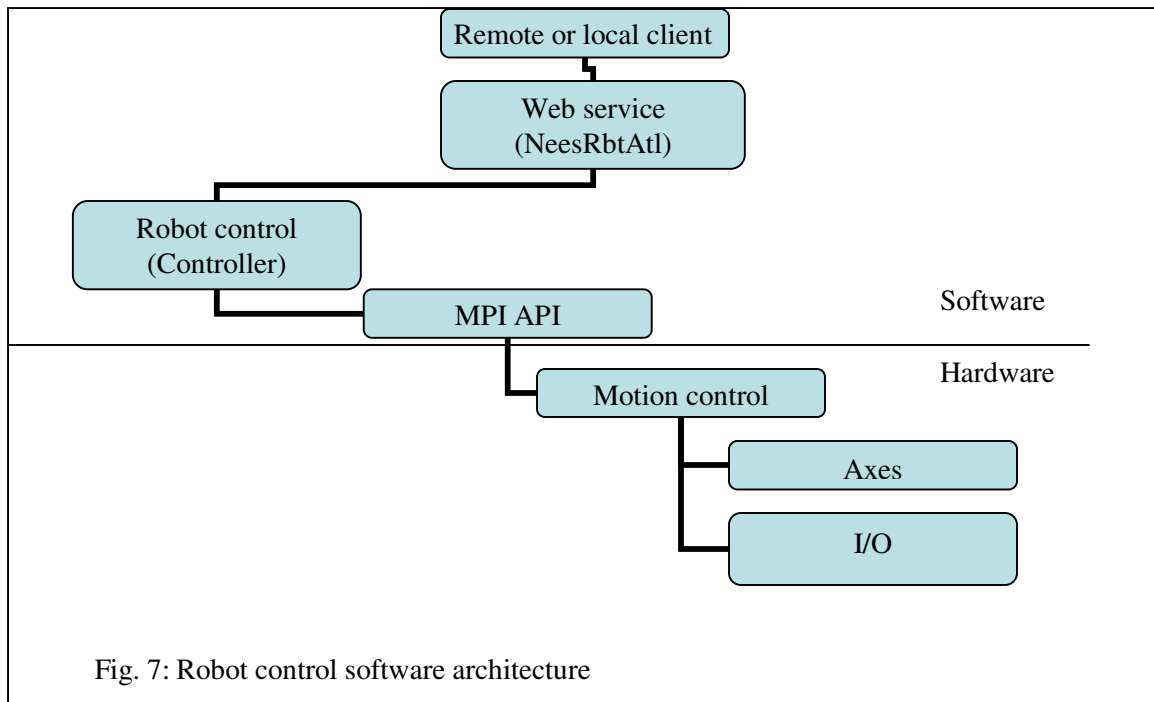 Remote or local client
Web service
(NeesRbtAtl)
Robot control
(Controller)
MPI API
Software
Hardware
Motion control
Axes
I/O
Fig. 7: Robot control software architecture